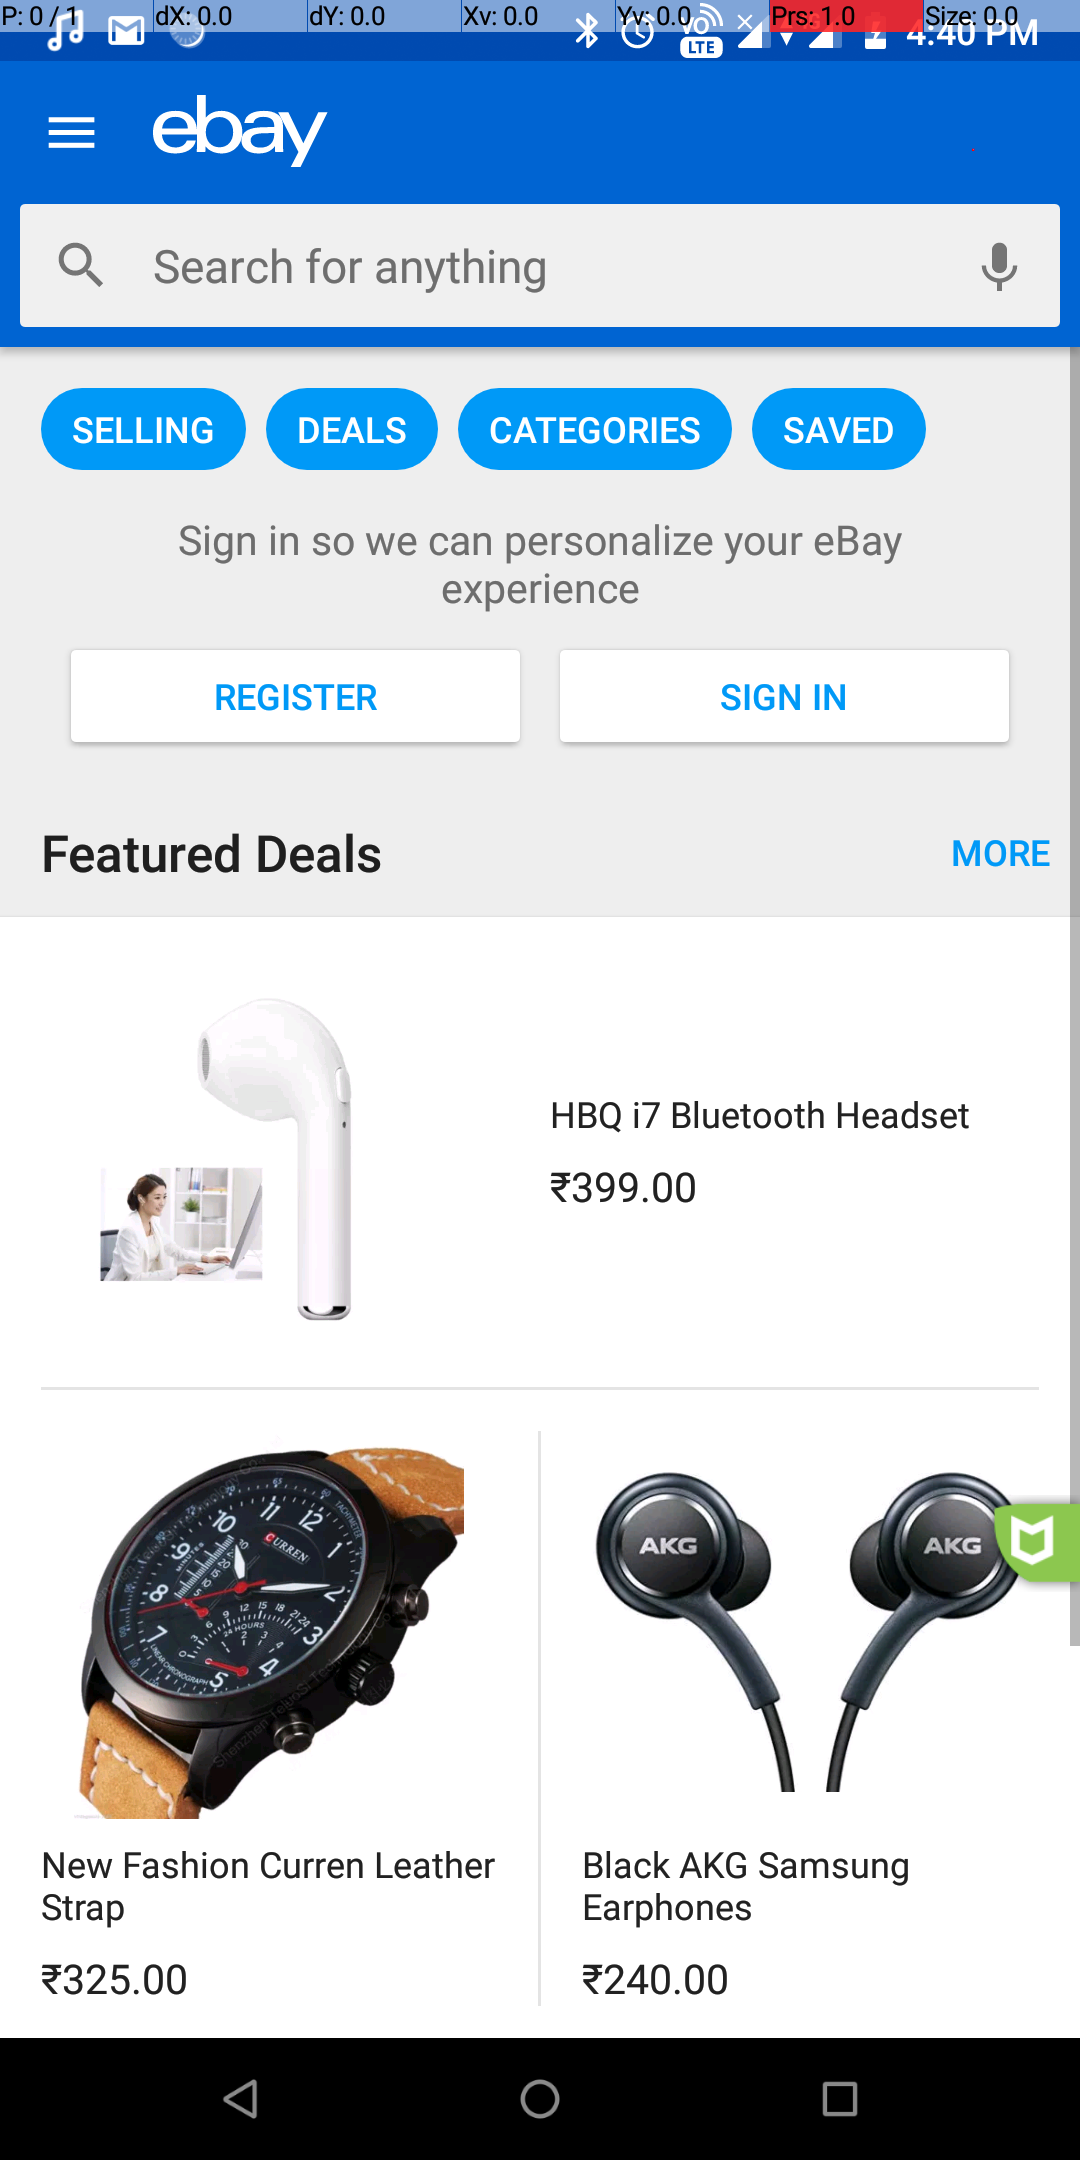 P: 0 / 1 dX: 0.0 dY: 0.0 Xv: 0.0 Yv: 0.0 Prs: 1.0 Size: 0.0
VO LTE 4:40 PM
ebay
Search for anything
SELLING DEALS CATEGORIES SAVED
Sign in so we can personalize your eBay
experience
REGISTER SIGN IN
Featured Deals MORE
HBQ i7 Bluetooth Headset
₹399.00
CURREN
AKG AKG
New Fashion Curren Leather
Strap
₹325.00
Black AKG Samsung
Earphones
₹240.00